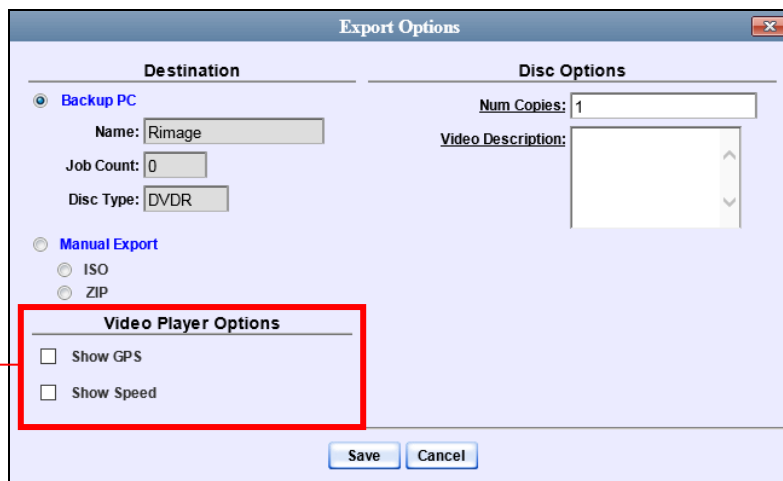 Export Options
Destination
Backup PC
Name: Rimage
Job Count: 0
Disc Type: DVDR
Manual Export
ISO
ZIP
Video Player Options
Show GPS
Show Speed
Disc Options
Num Copies: 1
Video Description:
Save Cancel